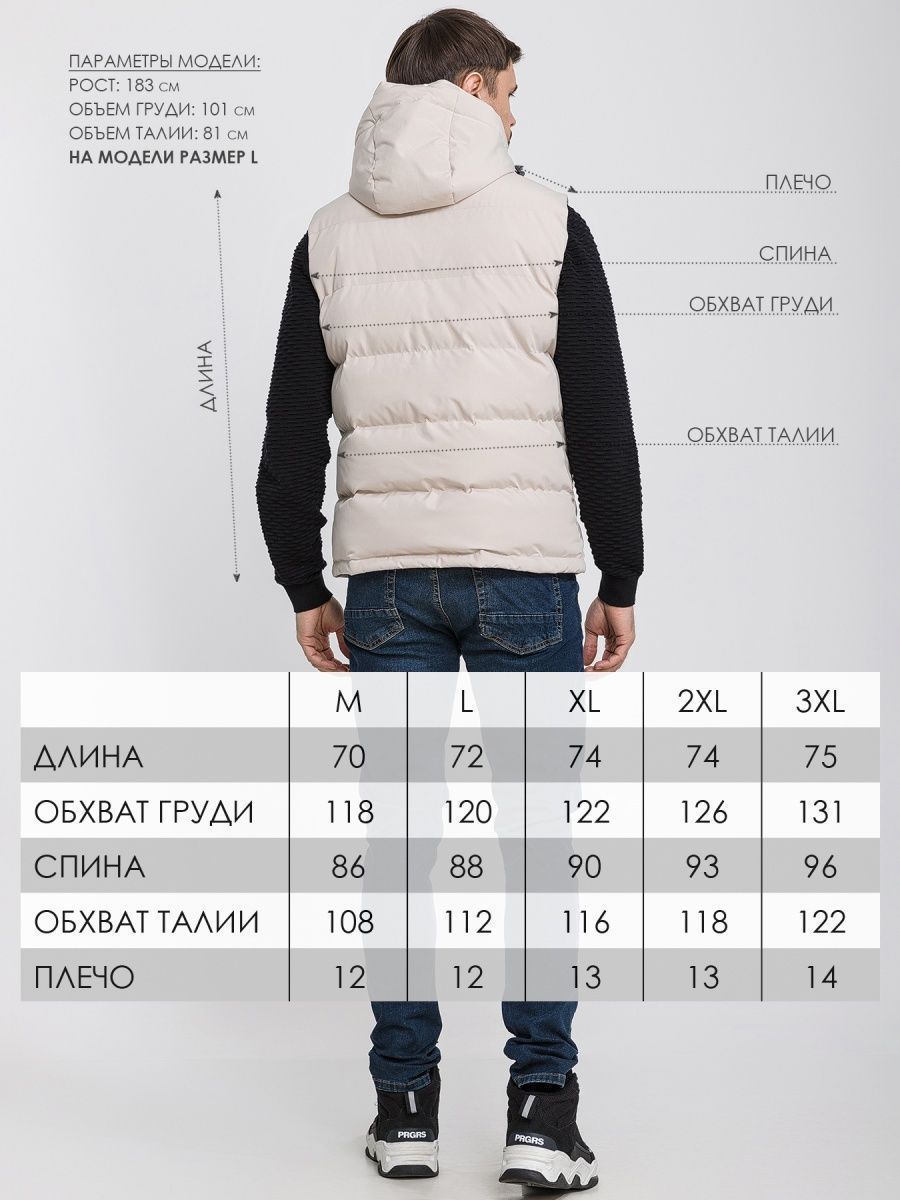 ПАРАМЕТРЫ МОДЕЛИ:
РОСТ: 183 см
ОБЪЕМ ГРУДИ: 101 см
ОБЪЕМ ТАЛИИ: 81 см
НА МОДЕЛИ РАЗМЕР L
ПЛЕЧО
СПИНА
ОБХВАТ ГРУДИ
ДЛИНА
ОБХВАТ ТАЛИИ
M L XL 2XL 3XL
ДЛИНА 70 72 74 74 75
ОБХВАТ ГРУДИ 118 120 122 126 131
СПИНА 86 88 90 93 96
ОБХВАТ ТАЛИИ 108 112 116 118 122
ПЛЕЧО 12 12 13 13 14
PRGRS
PRGRS